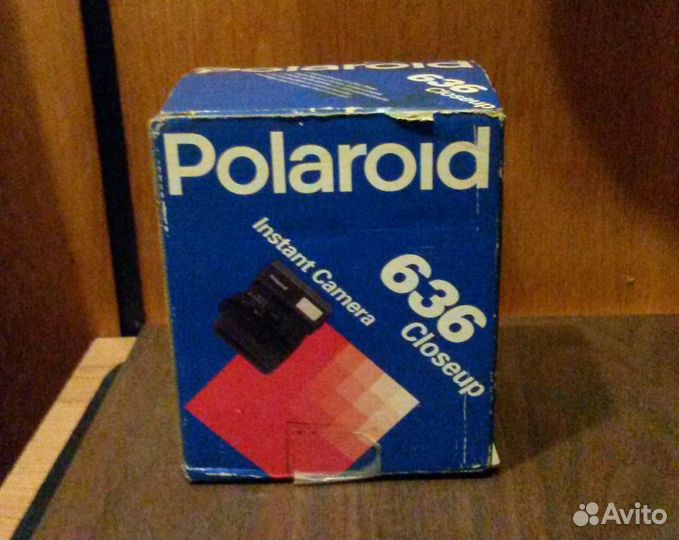 Polaroid
636
Closeup
Polaroid
Instant Camera
636
Closeup
Avito